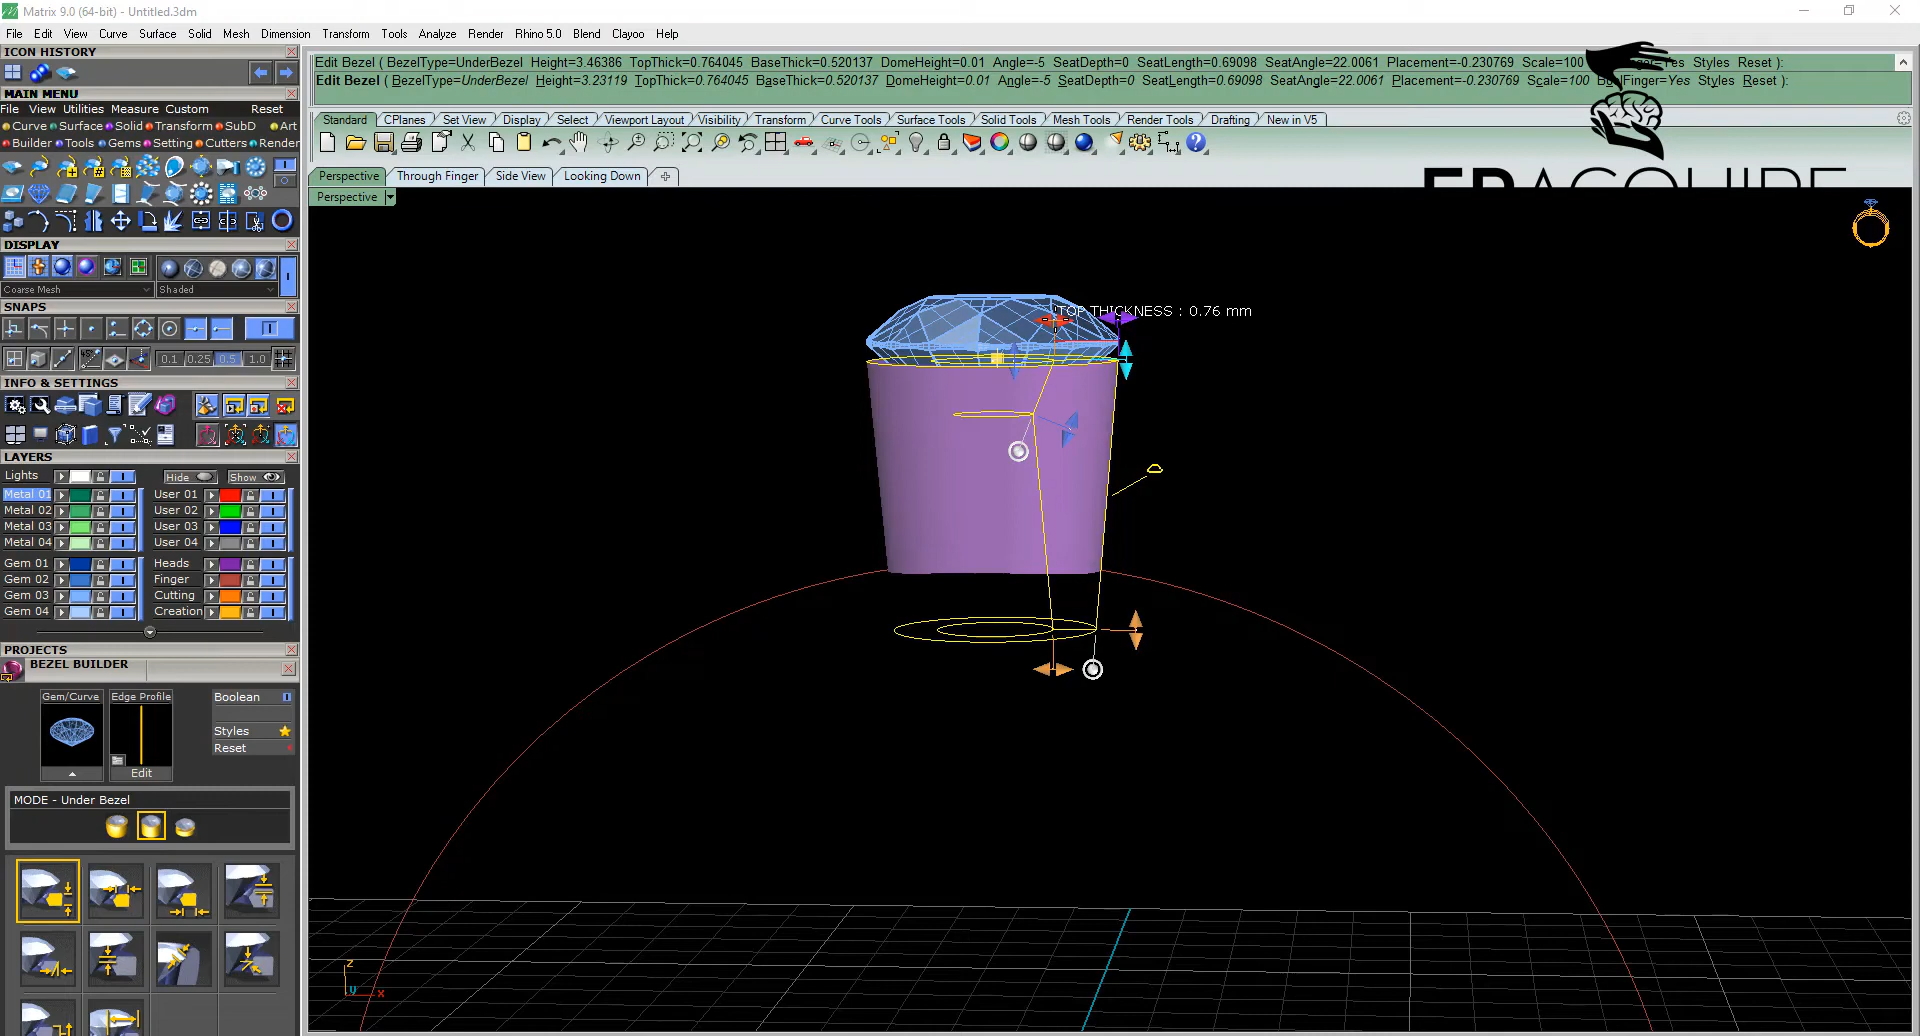 Matrix 9.0 (64-bit) - Untitled.3dm
File Edit View Curve Surface Solid Mesh Dimension Transform Tools Analyze Render Rhino 5.0 Blend Clayoo Help
ICON HISTORY
Edit Bezel ( BezelType=UnderBezel Height=3.46386 TopThick=0.764045 BaseThick=0.520137 DomeHeight=0.01 Angle=-5 SeatDepth=0 SeatLength=0.69098 SeatAngle=22.0061 Placement=-0.230769 Scale=100 =Yes Styles Reset ):
Edit Bezel ( BezelType=UnderBezel Height=3.23119 TopThick=0.764045 BaseThick=0.520137 DomeHeight=0.01 Angle=-5 SeatDepth=0 SeatLength=0.69098 SeatAngle=22.0061 Placement=-0.230769 Scale=100 Finger=Yes Styles Reset ):
MAIN MENU
File View Utilities Measure Custom Reset
Curve Surface Solid Transform SubD Art
Builder Tools Gems Setting Cutters Render
Standard CPlanes Set View Display Select Viewport Layout Visibility Transform Curve Tools Surface Tools Solid Tools Mesh Tools Render Tools Drafting New in V5
Perspective Through Finger Side View Looking Down
Perspective
DISPLAY
Coarse Mesh Shaded
SNAPS
0.1 0.25 0.5 1.0
INFO & SETTINGS
LAYERS
Lights Hide Show
Metal 01 User 01
Metal 02 User 02
Metal 03 User 03
Metal 04 User 04
Gem 01 Heads
Gem 02 Finger
Gem 03 Cutting
Gem 04 Creation
PROJECTS
BEZEL BUILDER
Gem/Curve Edge Profile Boolean
Styles
Reset
Edit
MODE - Under Bezel
TOP THICKNESS : 0.76 mm
z
y x